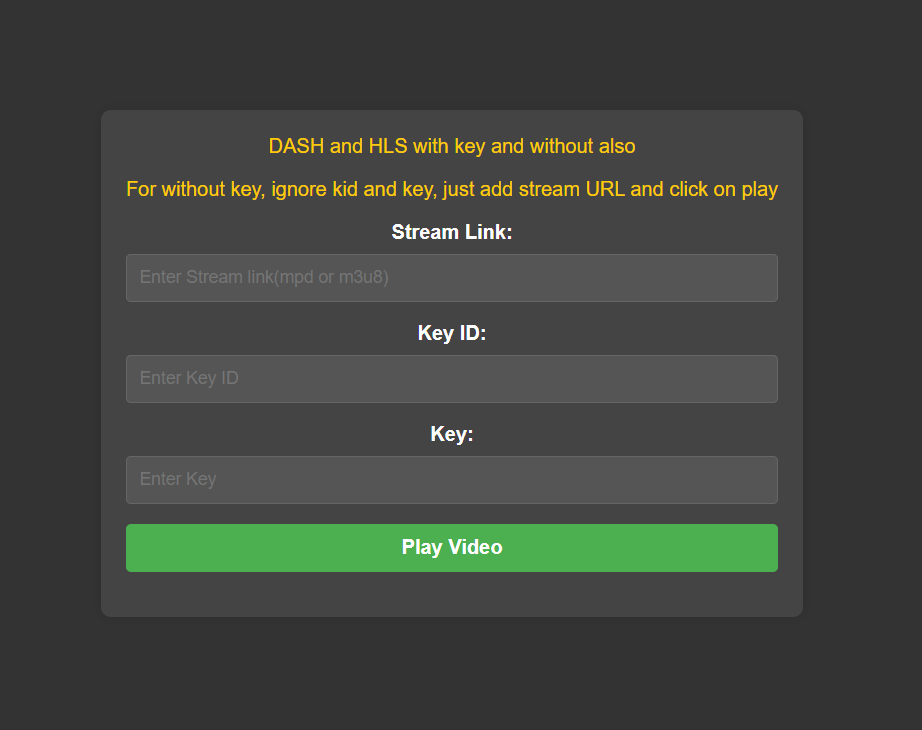 DASH and HLS with key and without also
For without key, ignore kid and key, just add stream URL and click on play
Stream Link:
Enter Stream link(mpd or m3u8)
Key ID:
Enter Key ID
Key:
Enter Key
Play Video